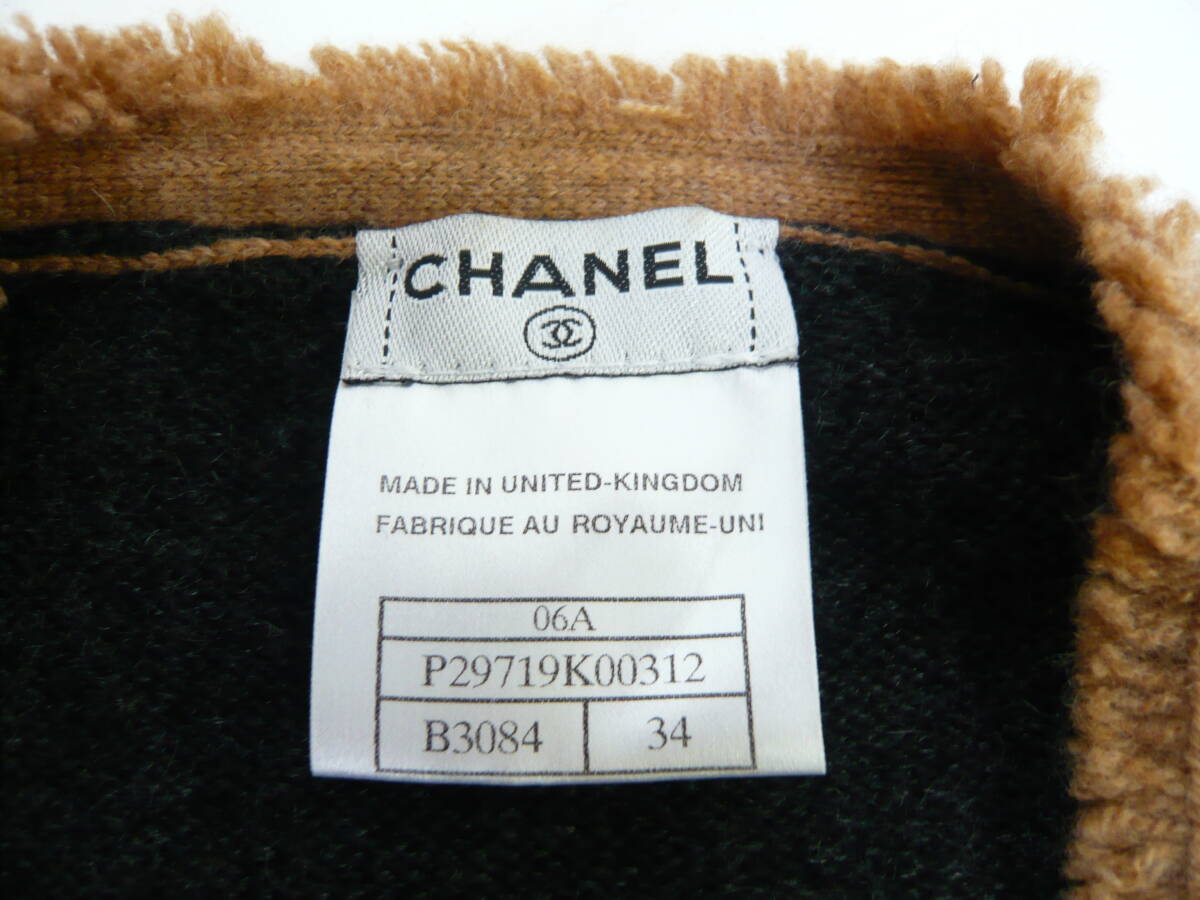 CHANEL
MADE IN UNITED-KINGDOM
FABRIQUE AU ROYAUME-UNI
06A
P29719K00312
B3084 34